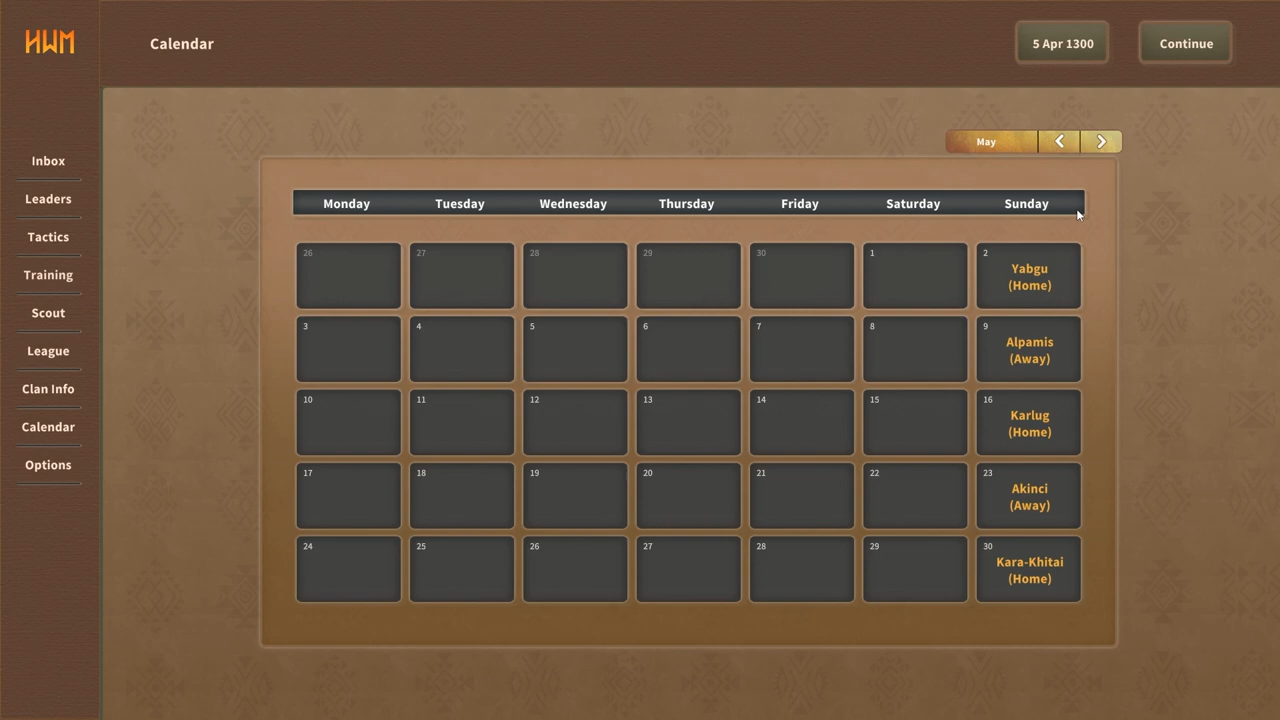 HWM
Calendar
5 Apr 1300
Continue
Inbox
Leaders
Tactics
Training
Scout
League
Clan Info
Calendar
Options
May
Monday Tuesday Wednesday Thursday Friday Saturday Sunday
26 27 28 29 30 1 2
Yabgu
(Home)
3 4 5 6 7 8 9
Alpamis
(Away)
10 11 12 13 14 15 16
Karlug
(Home)
17 18 19 20 21 22 23
Akinci
(Away)
24 25 26 27 28 29 30
Kara-Khitai
(Home)